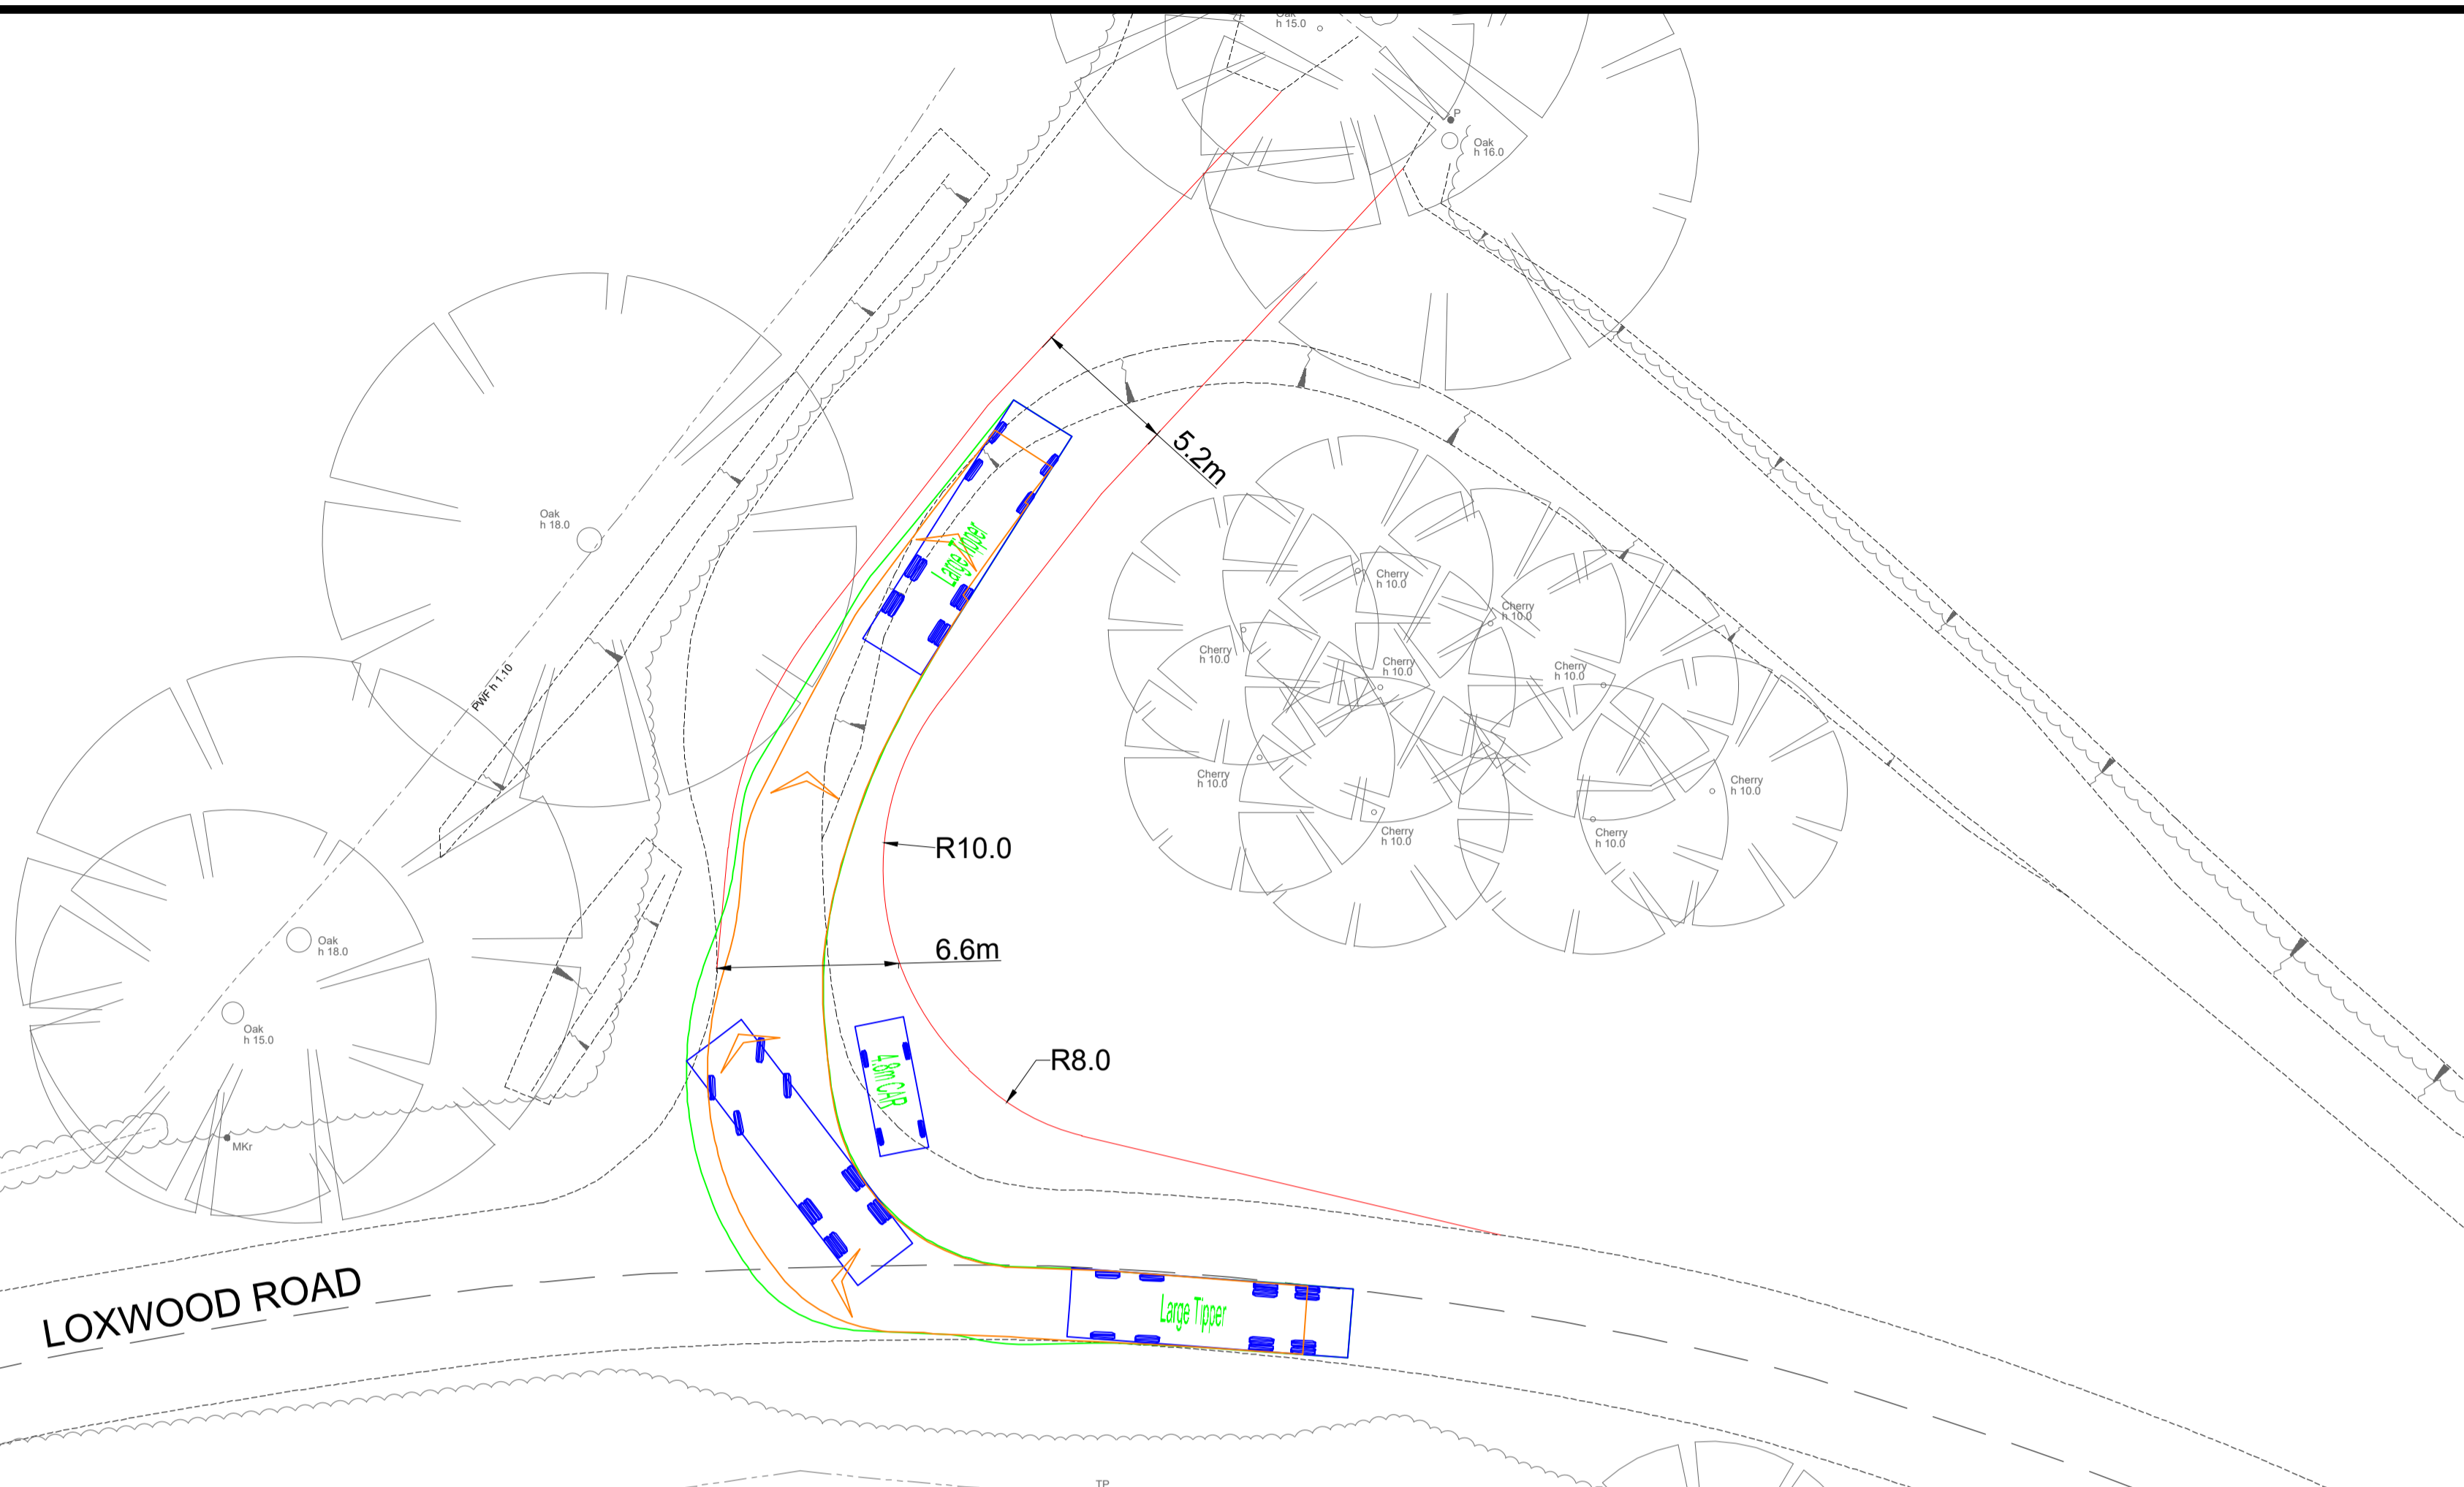 Oak
h 15.0
P
Oak
h 16.0
5.2m
Oak
h 18.0
Large Tipper
Cherry
h 10.0
Cherry
h 10.0
Cherry
h 10.0
Cherry
h 10.0
Cherry
h 10.0
PWF h 1.10
Cherry
h 10.0
Cherry
h 10.0
Cherry
h 10.0
Cherry
h 10.0
R10.0
Oak
h 18.0
6.6m
Oak
h 15.0
R8.0
4.8m CAR
MKr
LOXWOOD ROAD
Large Tipper
TP